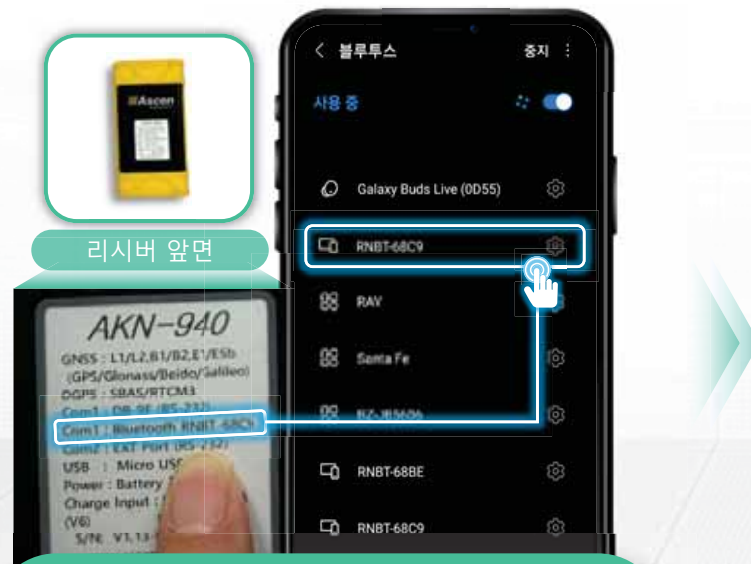 Ascen
리시버 앞면
AKN-940
GNSS : L1/L2,B1/B2,E1/E5b
(GPS/Glonass/Beido/Galileo)
DGPS : SBAS/RTCM3
Com1 : DB-9F (RS-232)
Com1 : Bluetooth RNBT-68C9
Com2 : EXT Port (RS-232)
USB : Micro
Power : Battery
Charge Input :
(V6)
S/N: V1.13
블루투스
중지
사용 중
Galaxy Buds Live (0D55)
RNBT-68C9
RAV
Santa Fe
RNBT-68BE
RNBT-68C9